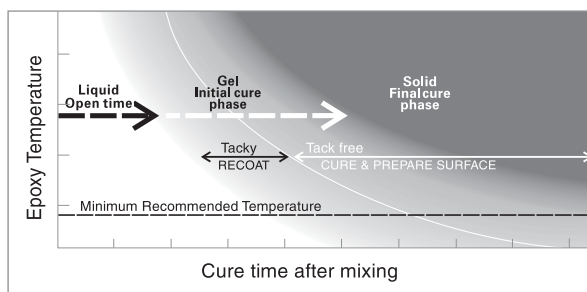 Epoxy Temperature
Liquid
Open time
Gel
Initial cure
phase
Solid
Final cure
phase
Tacky
RECOAT
Tack free
CURE & PREPARE SURFACE
Minimum Recommended Temperature
Cure time after mixing